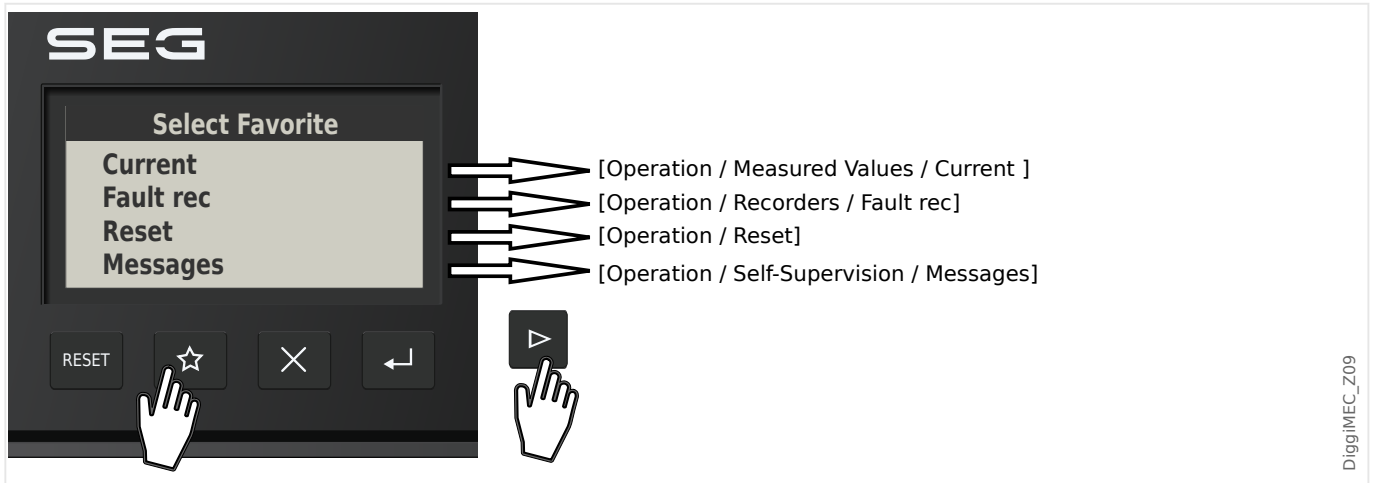 SEG
Select Favorite
Current
Fault rec
Reset
Messages
[Operation / Measured Values / Current ]
[Operation / Recorders / Fault rec]
[Operation / Reset]
[Operation / Self-Supervision / Messages]
RESET
DiggiMEC_Z09